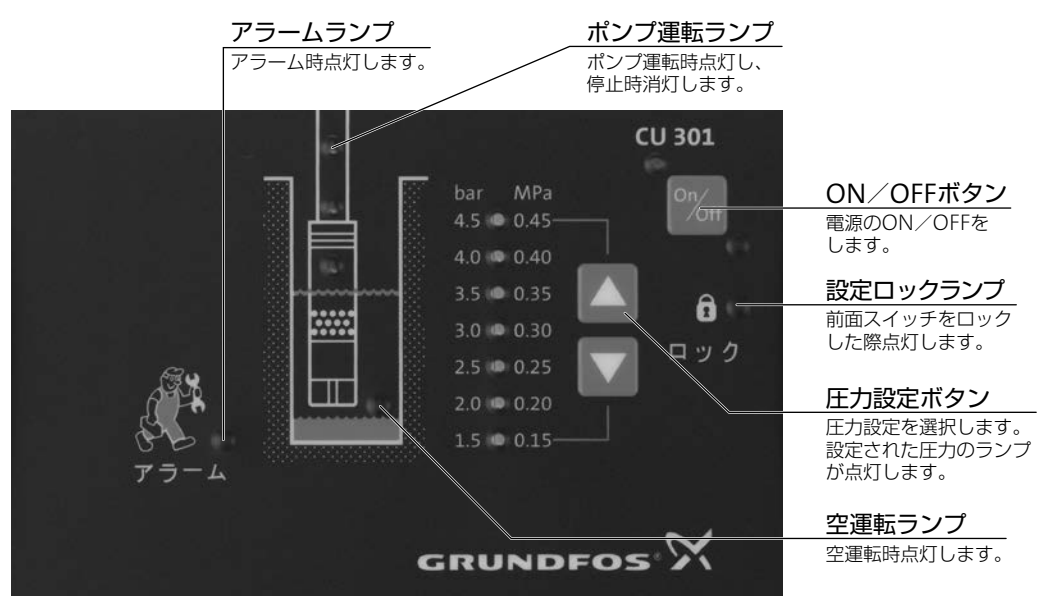 アラームランプ
アラーム時点灯します。
ポンプ運転ランプ
ポンプ運転時点灯し、
停止時消灯します。
CU 301
On/Off
bar MPa
4.5 0.45
4.0 0.40
3.5 0.35
3.0 0.30
2.5 0.25
2.0 0.20
1.5 0.15
ロック
アラーム
GRUNDFOS
ON／OFFボタン
電源のON／OFFを
します。
設定ロックランプ
前面スイッチをロック
した際点灯します。
圧力設定ボタン
圧力設定を選択します。
設定された圧力のランプ
が点灯します。
空運転ランプ
空運転時点灯します。